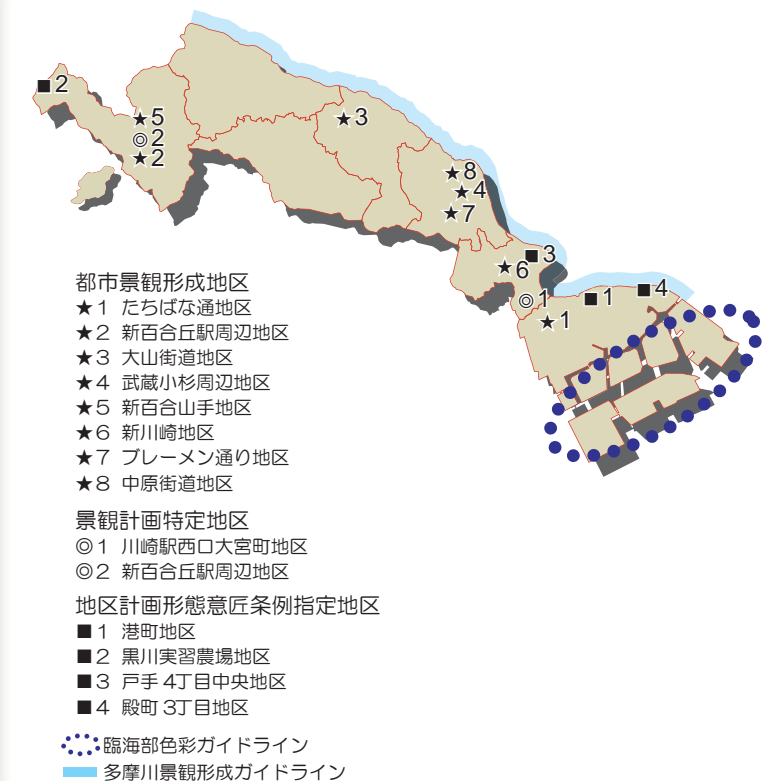 ■2
★5
◎2
★2
★3
★8
★4
★7
★6
■3
◎1
★1
■1
■4
都市景観形成地区
★1 たちばな通地区
★2 新百合丘駅周辺地区
★3 大山街道地区
★4 武蔵小杉周辺地区
★5 新百合山手地区
★6 新川崎地区
★7 ブレーメン通り地区
★8 中原街道地区
景観計画特定地区
◎1 川崎駅西口大宮町地区
◎2 新百合丘駅周辺地区
地区計画形態意匠条例指定地区
■1 港町地区
■2 黒川実習農場地区
■3 戸手4丁目中央地区
■4 殿町3丁目地区
臨海部色彩ガイドライン
多摩川景観形成ガイドライン